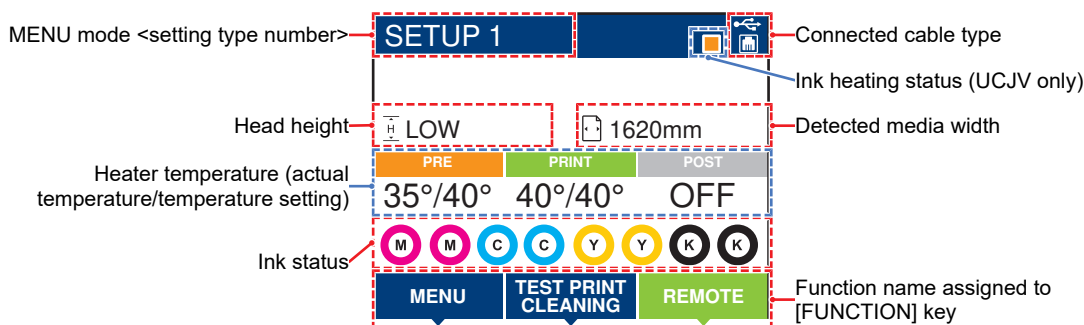 MENU mode <setting type number>
SETUP 1
Connected cable type
Ink heating status (UCJV only)
Head height
H
LOW
1620mm
Detected media width
Heater temperature (actual
temperature/temperature setting)
PRE
PRINT
POST
35°/40°
40°/40°
OFF
Ink status
M M C C Y Y K K
MENU
TEST PRINT
CLEANING
REMOTE
Function name assigned to
[FUNCTION] key